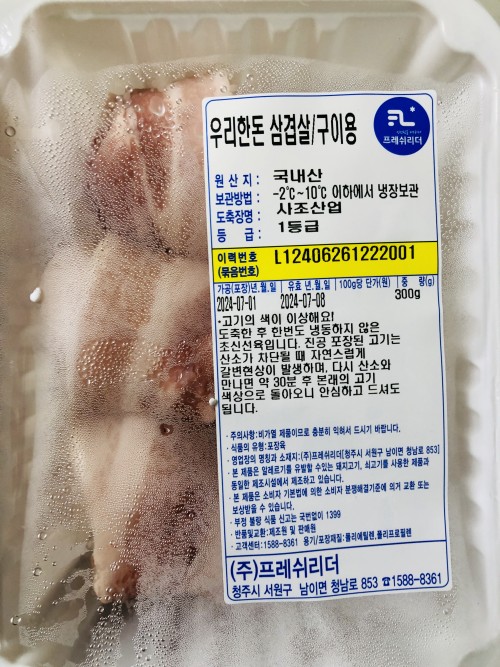 우리한돈 삼겹살/구이용
프레쉬리더
원 산 지 : 국내산
보관방법 : -2℃~10℃ 이하에서 냉장보관
도축장명 : 사조산업
등 급 : 1등급
이력번호 L12406261222001
(묶음번호)
가공(포장)년,월,일 유효 년,월,일 100g당 단가(원) 중 량(g)
2024-07-01 2024-07-08 300g
·고기의 색이 이상해요!
도축한 후 한번도 냉동하지 않은
초신선육입니다. 진공 포장된 고기는
산소가 차단될 때 자연스럽게
갈변현상이 발생하며, 다시 산소와
만나면 약 30분 후 본래의 고기
색상으로 돌아오니 안심하고 드셔도
됩니다.
· 주의사항:비가열 제품이므로 충분히 익혀서 드시기 바랍니다.
· 식품의 유형:포장육
· 영업장의 명칭과 소재지:(주)프레쉬리더[청주시 서원구 남이면 청남로 853]
· 본 제품은 알레르기를 유발할 수있는 돼지고기, 쇠고기를 사용한 제품과
동일한 제조시설에서 제조하고 있습니다.
· 본 제품은 소비자 기본법에 의한 소비자 분쟁해결기준에 의거 교환 또는
보상받을 수 있습니다.
· 부정 불량 식품 신고는 국번없이 1399
· 반품및교환:제조원 및 판매원
· 고객센터:1588-8361 용기/포장재질:폴리에틸렌,폴리프로필렌
(주)프레쉬리더
청주시 서원구 남이면 청남로 853 ☎1588-8361